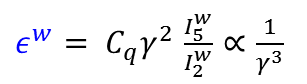 ϵ^w = C_q γ^2 I_5^w / I_2^w ∝ 1 / γ^3